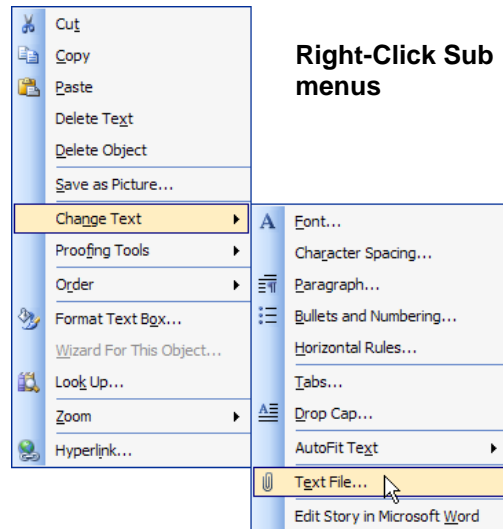 Cut
Copy
Paste
Delete Text
Delete Object
Save as Picture...
Change Text
Proofing Tools
Order
Format Text Box...
Wizard For This Object...
Look Up...
Zoom
Hyperlink...
Right-Click Sub
menus
Font...
Character Spacing...
Paragraph...
Bullets and Numbering...
Horizontal Rules...
Tabs...
Drop Cap...
AutoFit Text
Text File...
Edit Story in Microsoft Word